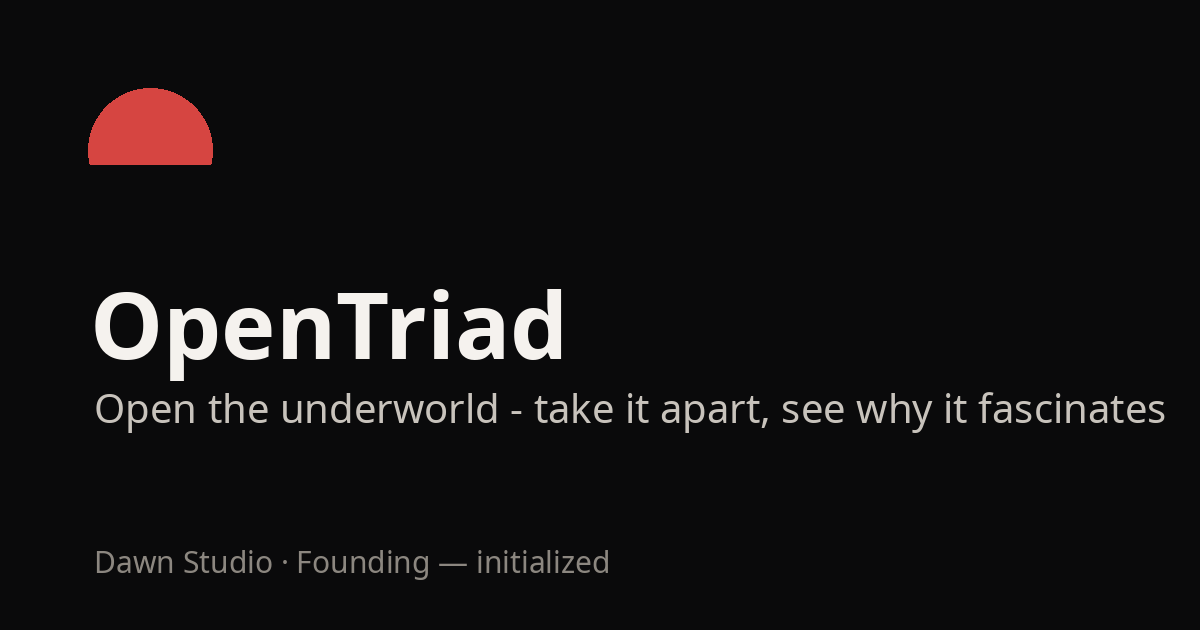 OpenTriad
Open the underworld - take it apart, see why it fascinates
Dawn Studio · Founding — initialized